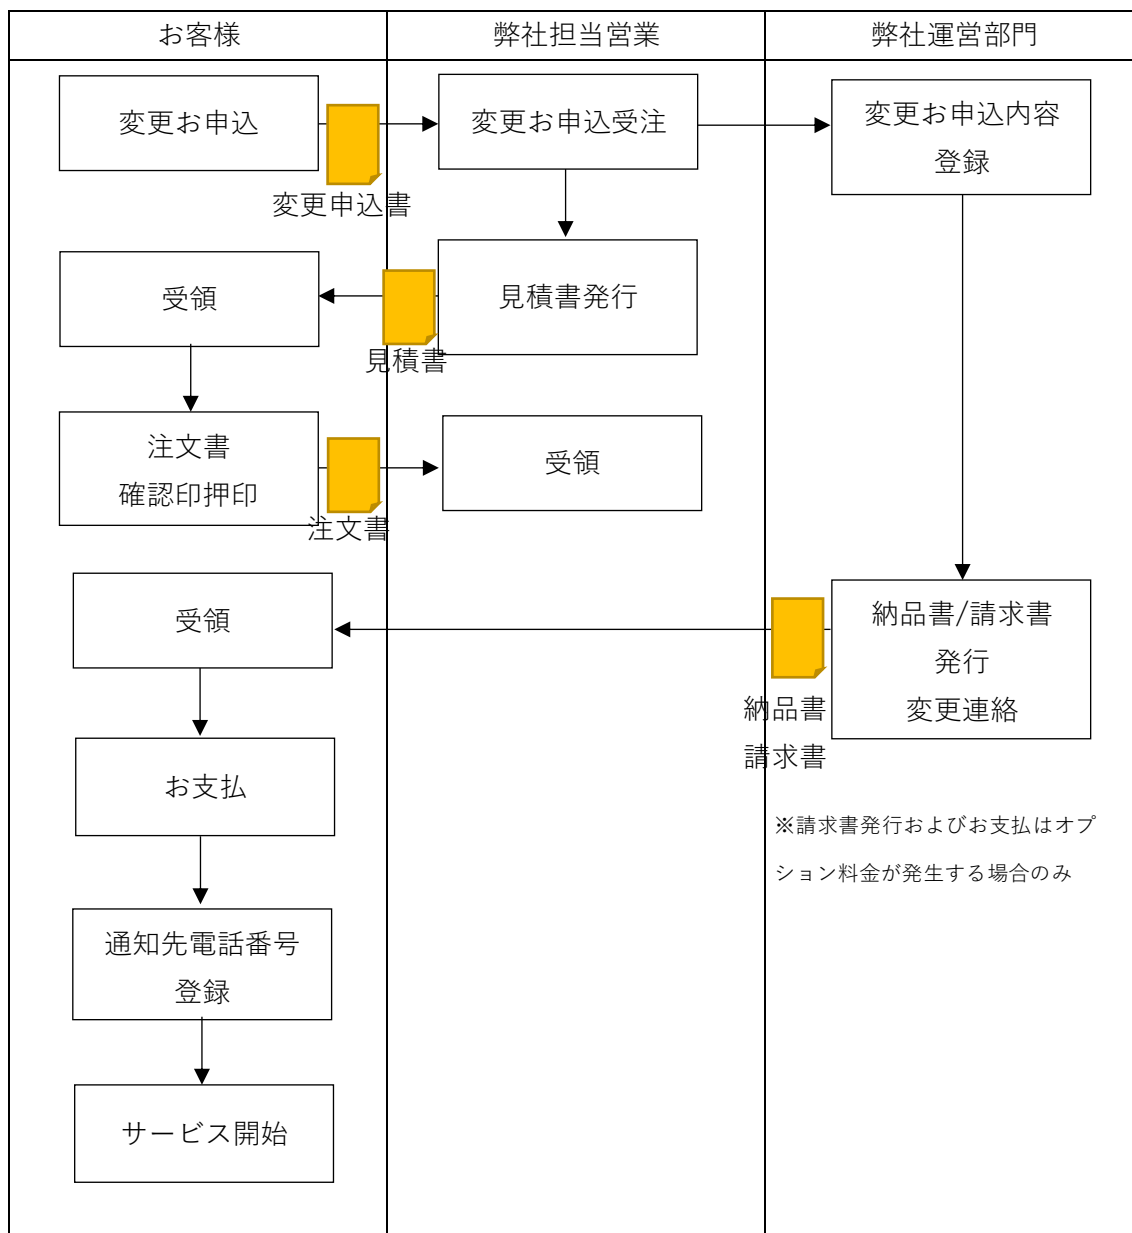 お客様
弊社担当営業
弊社運営部門
変更お申込
変更申込書
変更お申込受注
変更お申込内容
登録
受領
見積書
見積書発行
注文書
確認印押印
注文書
受領
受領
納品書
請求書
納品書/請求書
発行
変更連絡
お支払
※請求書発行およびお支払はオプ
ション料金が発生する場合のみ
通知先電話番号
登録
サービス開始